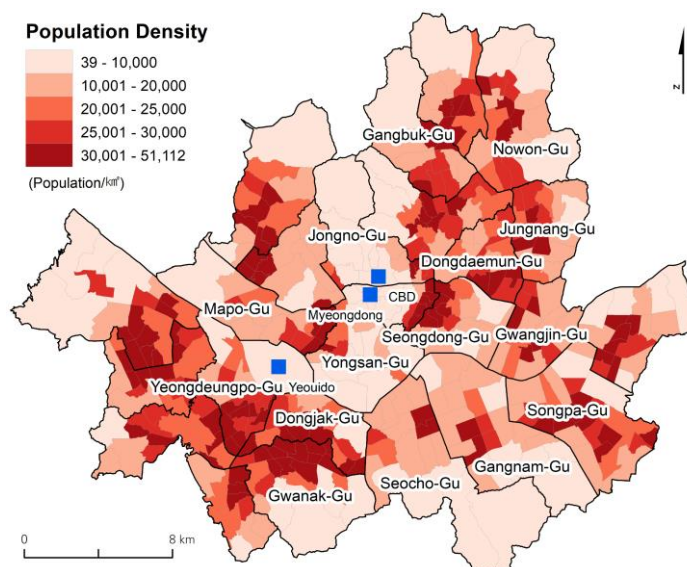 Population Density
39 - 10,000
10,001 - 20,000
20,001 - 25,000
25,001 - 30,000
30,001 - 51,112
(Population/㎢)
N
Gangbuk-Gu
Nowon-Gu
Jongno-Gu
Jungnang-Gu
Dongdaemun-Gu
Mapo-Gu
CBD
Myeongdong
Seongdong-Gu
Gwangjin-Gu
Yongsan-Gu
Yeongdeungpo-Gu
Yeouido
Dongjak-Gu
Songpa-Gu
Gangnam-Gu
Seocho-Gu
Gwanak-Gu
0
8 km